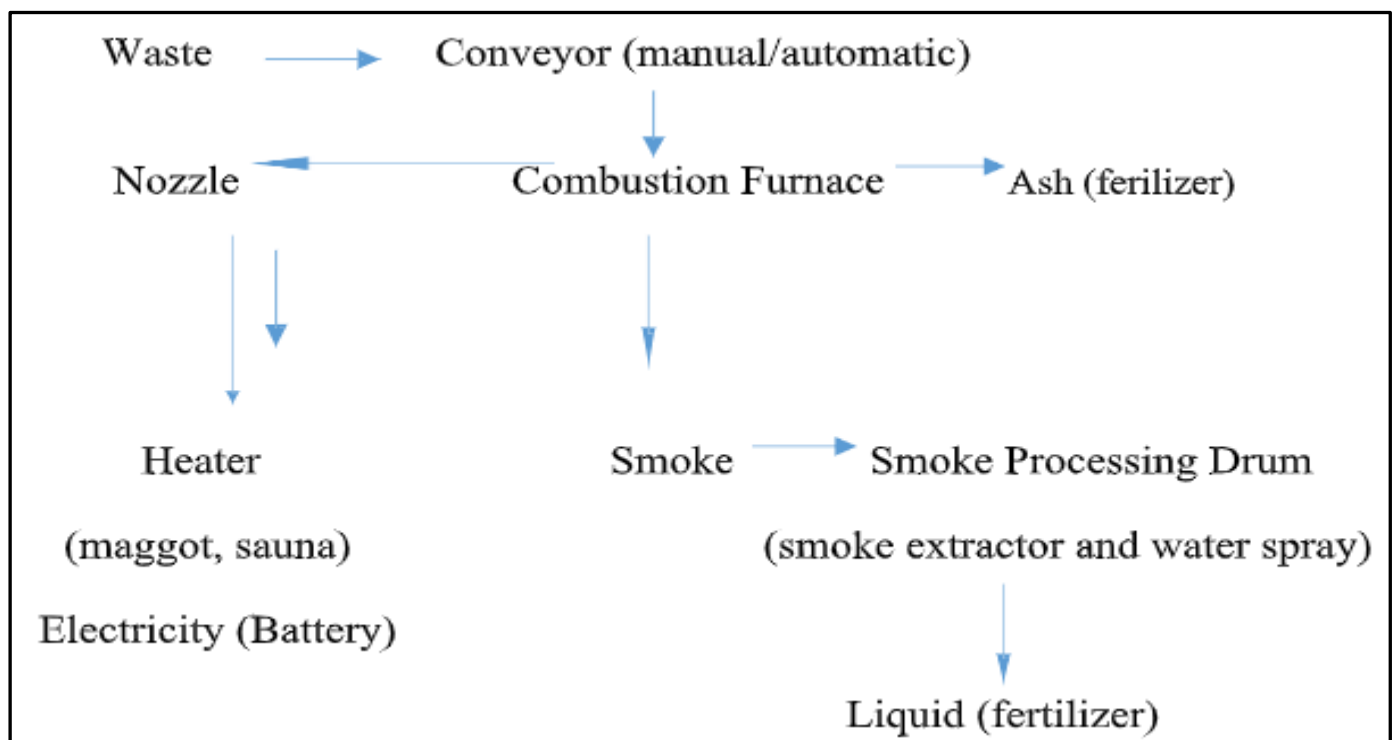 Waste
Conveyor (manual/automatic)
Nozzle
Combustion Furnace
Ash (ferilizer)
Heater
Smoke
Smoke Processing Drum
(maggot, sauna)
(smoke extractor and water spray)
Electricity (Battery)
Liquid (fertilizer)